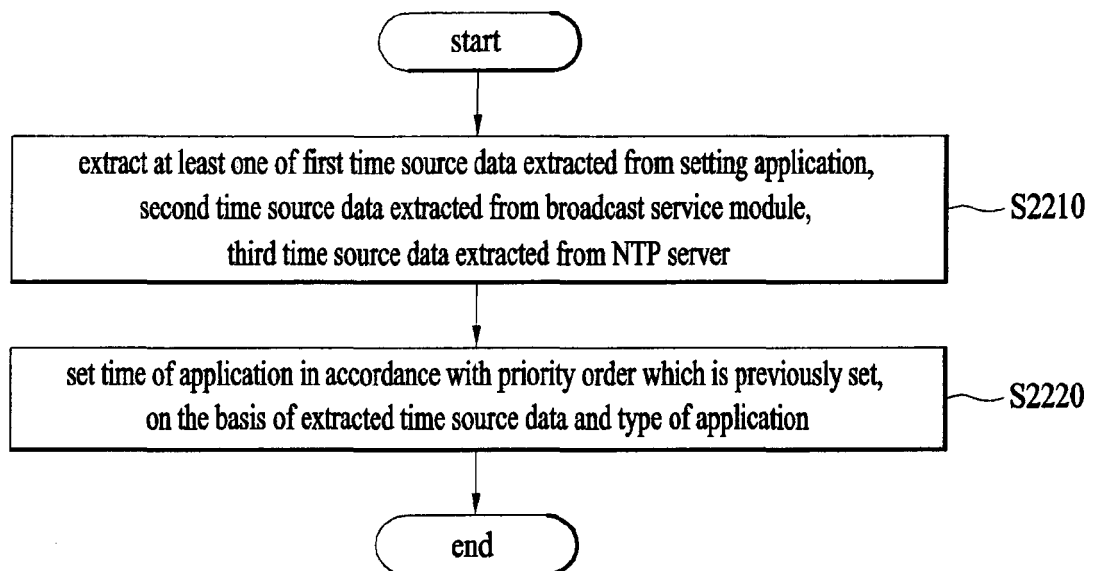 start
extract at least one of first time source data extracted from setting application,
second time source data extracted from broadcast service module,
third time source data extracted from NTP server
S2210
set time of application in accordance with priority order which is previously set,
on the basis of extracted time source data and type of application
S2220
end